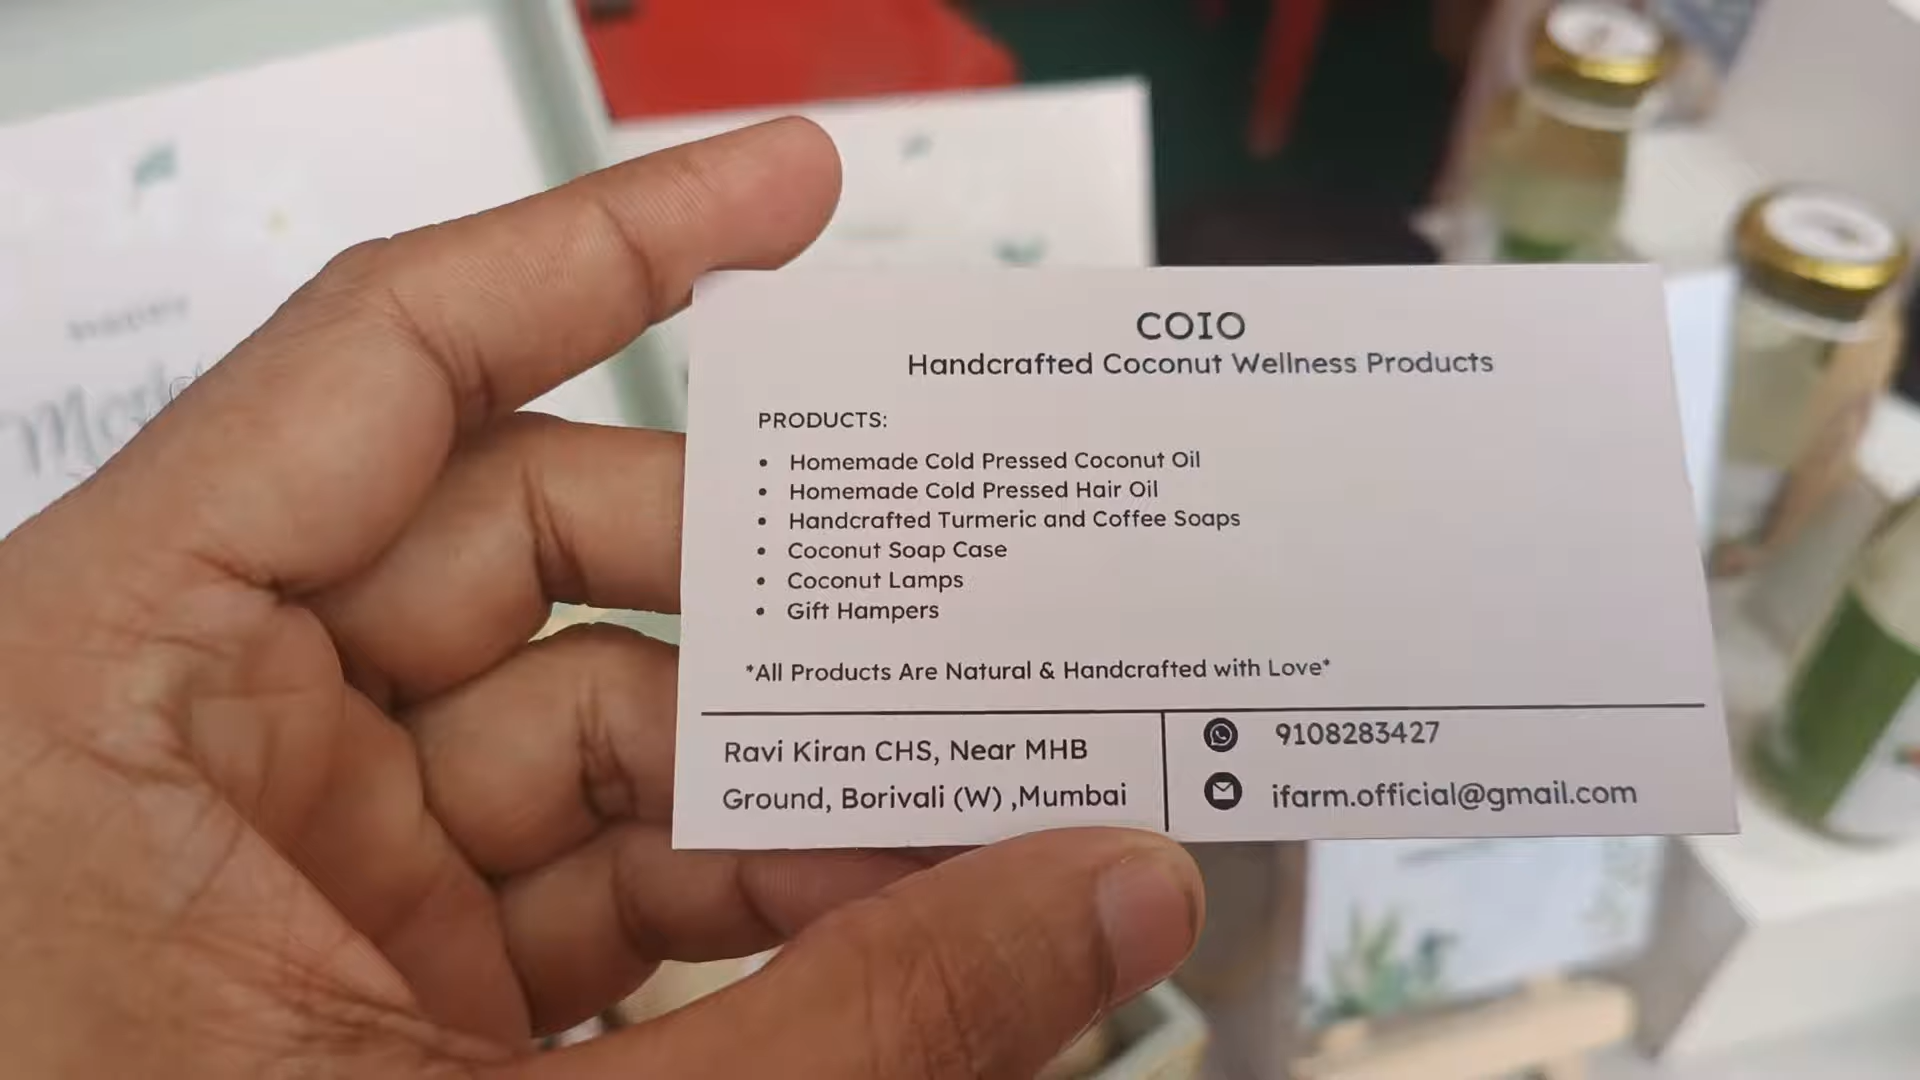 COIO
Handcrafted Coconut Wellness Products
PRODUCTS:
• Homemade Cold Pressed Coconut Oil
• Homemade Cold Pressed Hair Oil
• Handcrafted Turmeric and Coffee Soaps
• Coconut Soap Case
• Coconut Lamps
• Gift Hampers
*All Products Are Natural & Handcrafted with Love*
Ravi Kiran CHS, Near MHB
Ground, Borivali (W) ,Mumbai
9108283427
ifarm.official@gmail.com